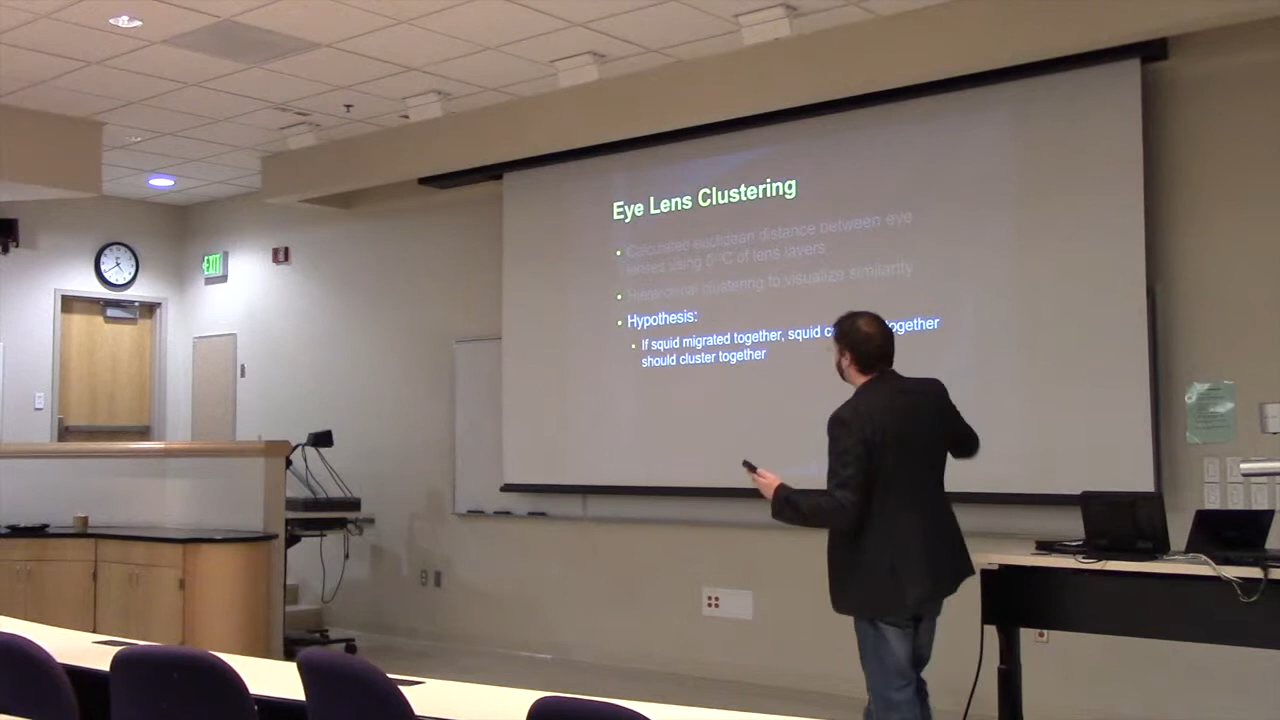 Eye Lens Clustering
• Calculated euclidean distance between eye
lenses using δ C of lens layers
• Hierarchical clustering to visualize similarity
• Hypothesis:
• If squid migrated together, squid together
should cluster together
EXIT